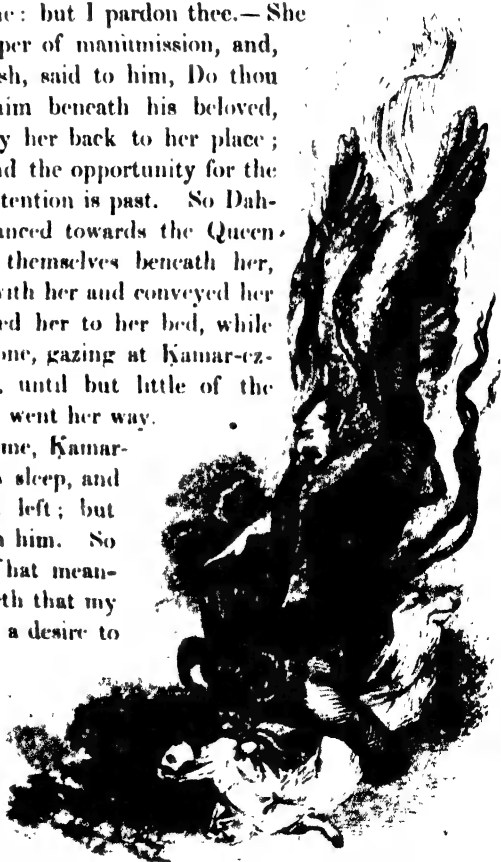 ne: but I pardon thee.—She
per of manumission, and,
sh, said to him, Do thou
him beneath his beloved,
y her back to her place;
nd the opportunity for the
tention is past. So Dah-
anced towards the Queen
themselves beneath her,
with her and conveyed her
ed her to her bed, while
one, gazing at Kamar-ez-
, until but little of the
went her way.
me, Kamar-
sleep, and
left; but
him. So
hat mean-
th that my
a desire to